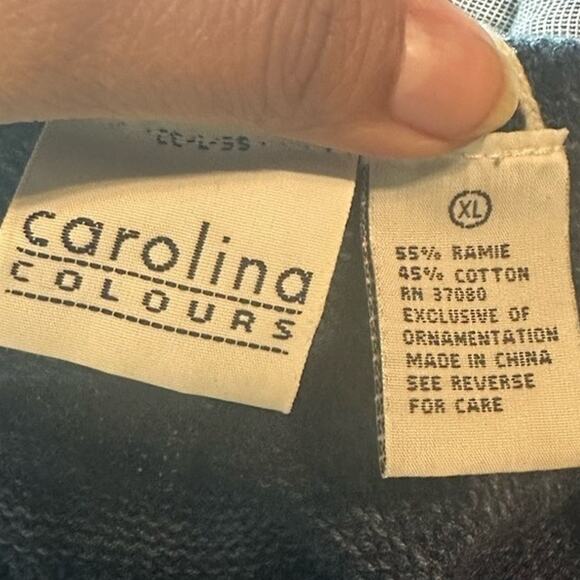 carolina
COLOURS
XL
55% RAMIE
45% COTTON
RN 37080
EXCLUSIVE OF
ORNAMENTATION
MADE IN CHINA
SEE REVERSE
FOR CARE